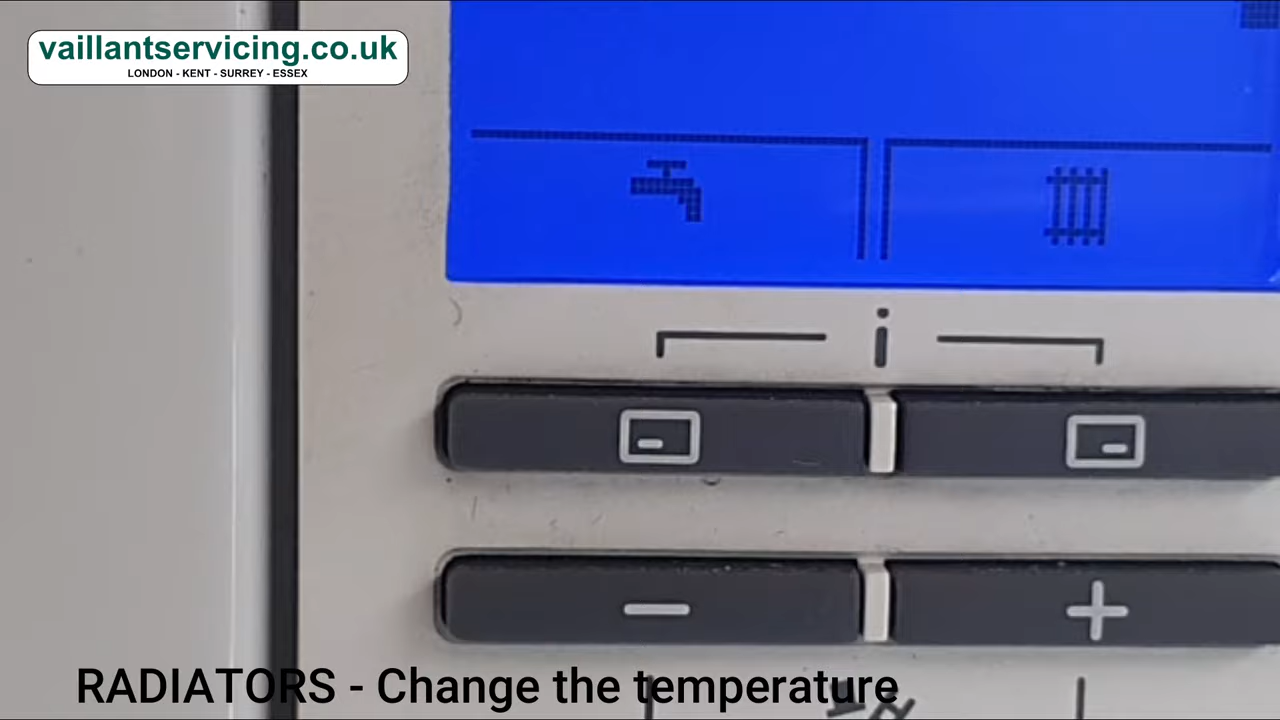 vaillantservicing.co.uk
LONDON - KENT - SURREY - ESSEX
i
RADIATORS - Change the temperature